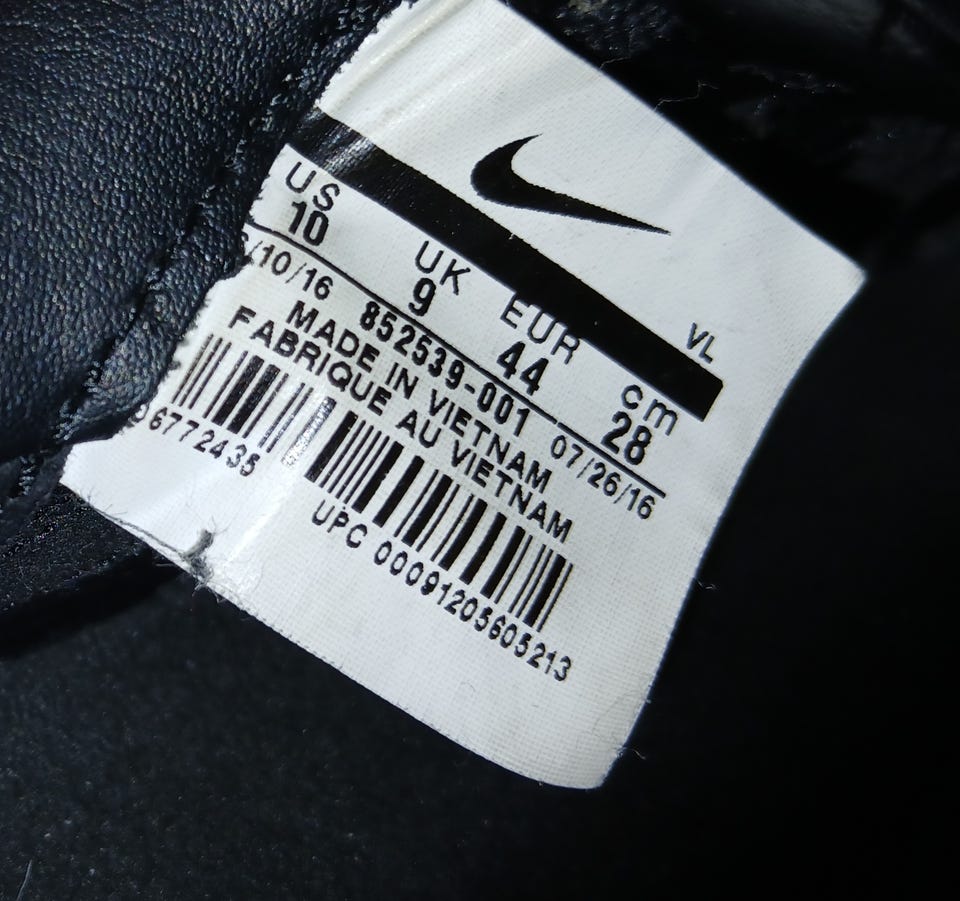 VL
US UK EUR cm
10 9 44 28
/10/16 852539-001 07/26/16
MADE IN VIETNAM
FABRIQUE AU VIETNAM
6772435
UPC 00091205605213